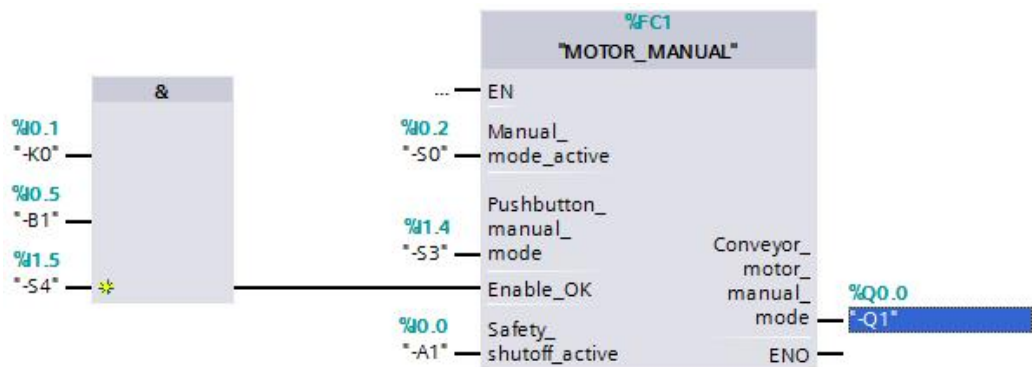 %FC1
"MOTOR_MANUAL"
&
... EN
%I0.1
"-K0"
%I0.2
"-S0"
Manual_
mode_active
%I0.5
"-B1"
%I1.4
"-S3"
Pushbutton_
manual_
mode
%I1.5
"-S4"
Enable_OK
%I0.0
"-A1"
Safety_
shutoff_active
Conveyor_
motor_
manual_
mode
%Q0.0
"-Q1"
ENO